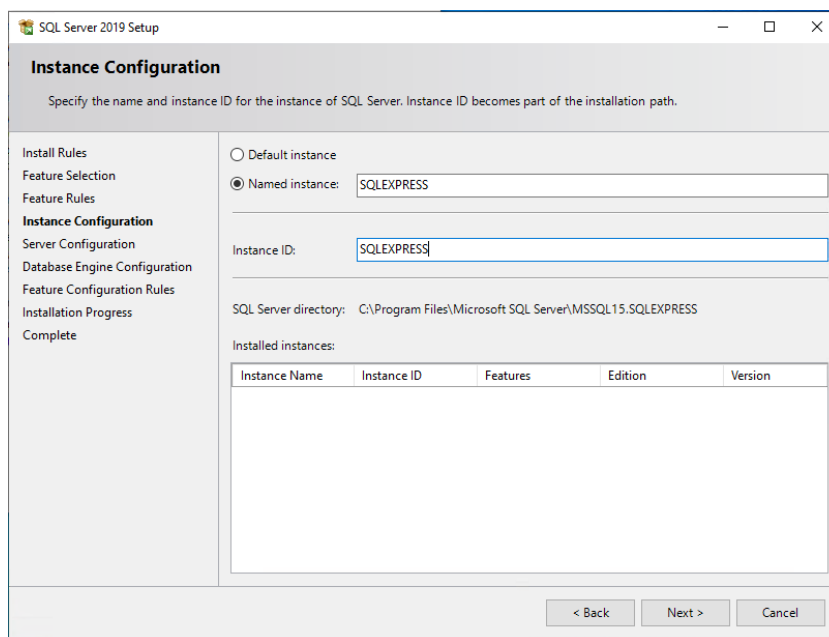 SQL Server 2019 Setup
Instance Configuration
Specify the name and instance ID for the instance of SQL Server. Instance ID becomes part of the installation path.
Install Rules
Feature Selection
Feature Rules
Instance Configuration
Server Configuration
Database Engine Configuration
Feature Configuration Rules
Installation Progress
Complete
Default instance
Named instance: SQLEXPRESS
Instance ID: SQLEXPRESS
SQL Server directory: C:\Program Files\Microsoft SQL Server\MSSQL15.SQLEXPRESS
Installed instances:
Instance Name Instance ID Features Edition Version
< Back Next > Cancel